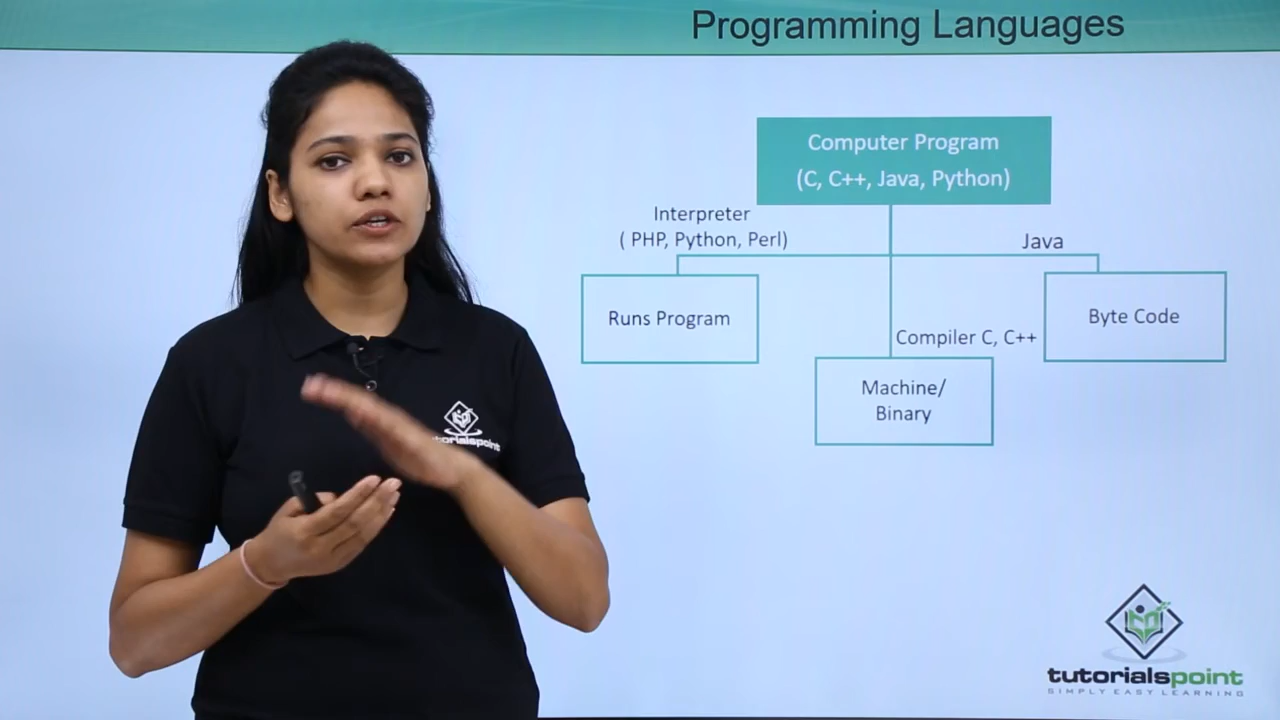 Programming Languages
Computer Program
(C, C++, Java, Python)
Interpreter
( PHP, Python, Perl)
Java
Runs Program
Byte Code
Compiler C, C++
Machine/
Binary
torialspoint
tutorialspoint
SIMPLY EASY LEARNING